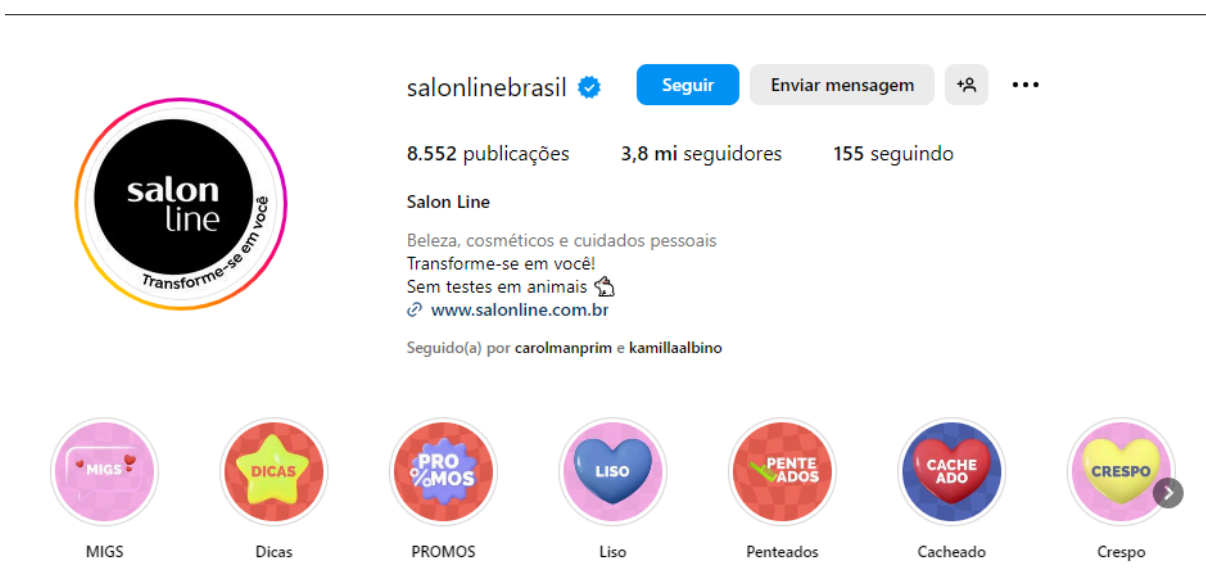 salonlinebrasil
Seguir
Enviar mensagem
8.552 publicações
3,8 mi seguidores
155 seguindo
salon
line
Transforme-se em você
Salon Line
Beleza, cosméticos e cuidados pessoais
Transforme-se em você!
Sem testes em animais
www.salonline.com.br
Seguido(a) por carolmanprim e kamillaalbino
MIGS
DICAS
PRO
%MOS
LISO
PENTE
ADOS
CACHE
ADO
CRESPO
MIGS
Dicas
PROMOS
Liso
Penteados
Cacheado
Crespo